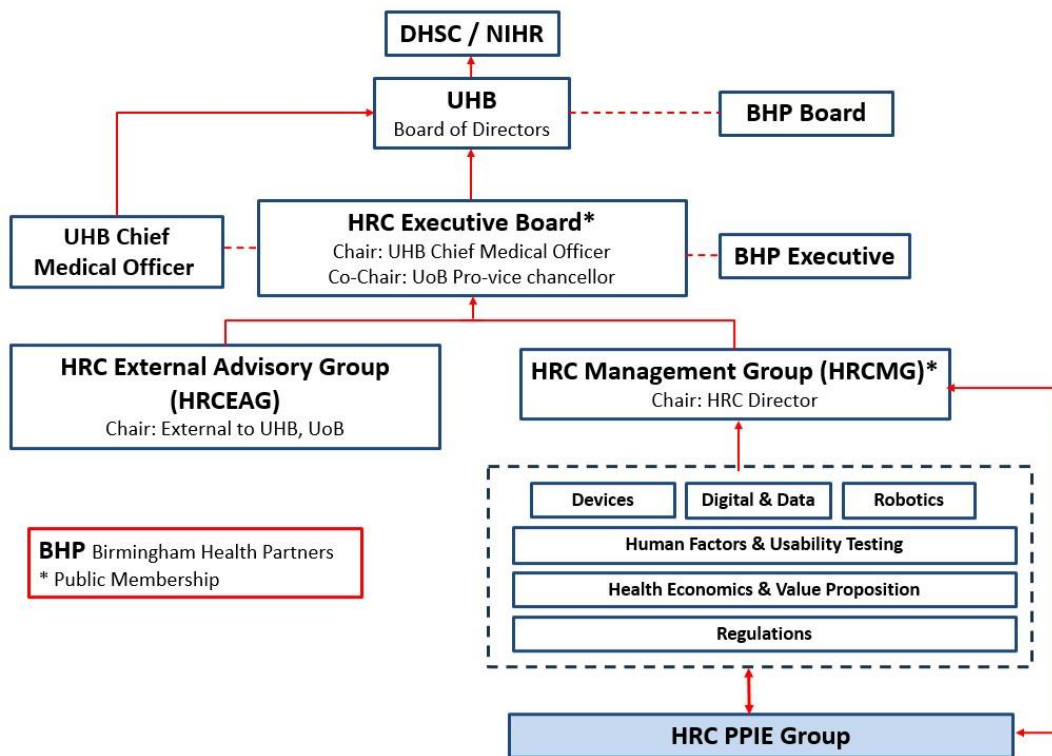 DHSC / NIHR
UHB
Board of Directors
BHP Board
UHB Chief
Medical Officer
HRC Executive Board*
Chair: UHB Chief Medical Officer
Co-Chair: UoB Pro-vice chancellor
BHP Executive
HRC External Advisory Group
(HRCEAG)
Chair: External to UHB, UoB
HRC Management Group (HRCMG)*
Chair: HRC Director
Devices
Digital & Data
Robotics
Human Factors & Usability Testing
Health Economics & Value Proposition
Regulations
BHP Birmingham Health Partners
* Public Membership
HRC PPIE Group